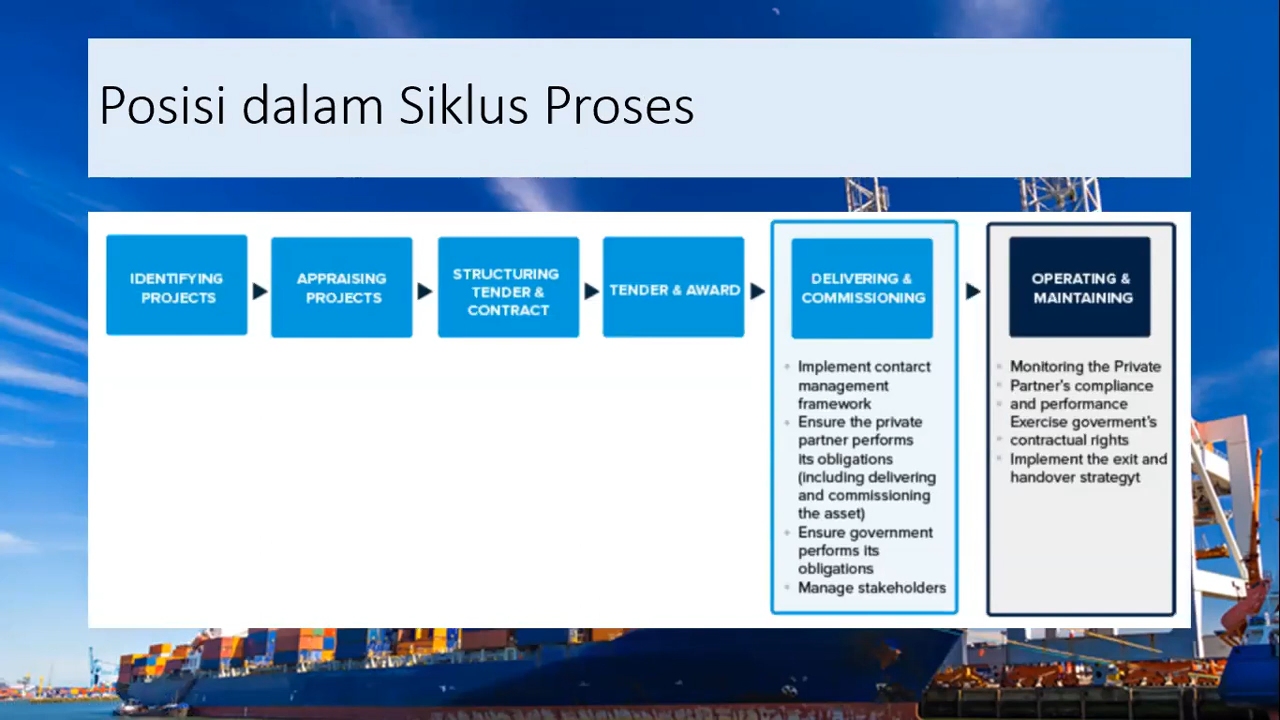 Posisi dalam Siklus Proses
IDENTIFYING
PROJECTS
APPRAISING
PROJECTS
STRUCTURING
TENDER &
CONTRACT
TENDER & AWARD
DELIVERING &
COMMISSIONING
• Implement contarct
management
framework
• Ensure the private
partner performs
its obligations
(including delivering
and commissioning
the asset)
• Ensure government
performs its
obligations
• Manage stakeholders
OPERATING &
MAINTAINING
• Monitoring the Private
• Partner's compliance
• and performance
Exercise goverment's
• contractual rights
• Implement the exit and
handover strategyt